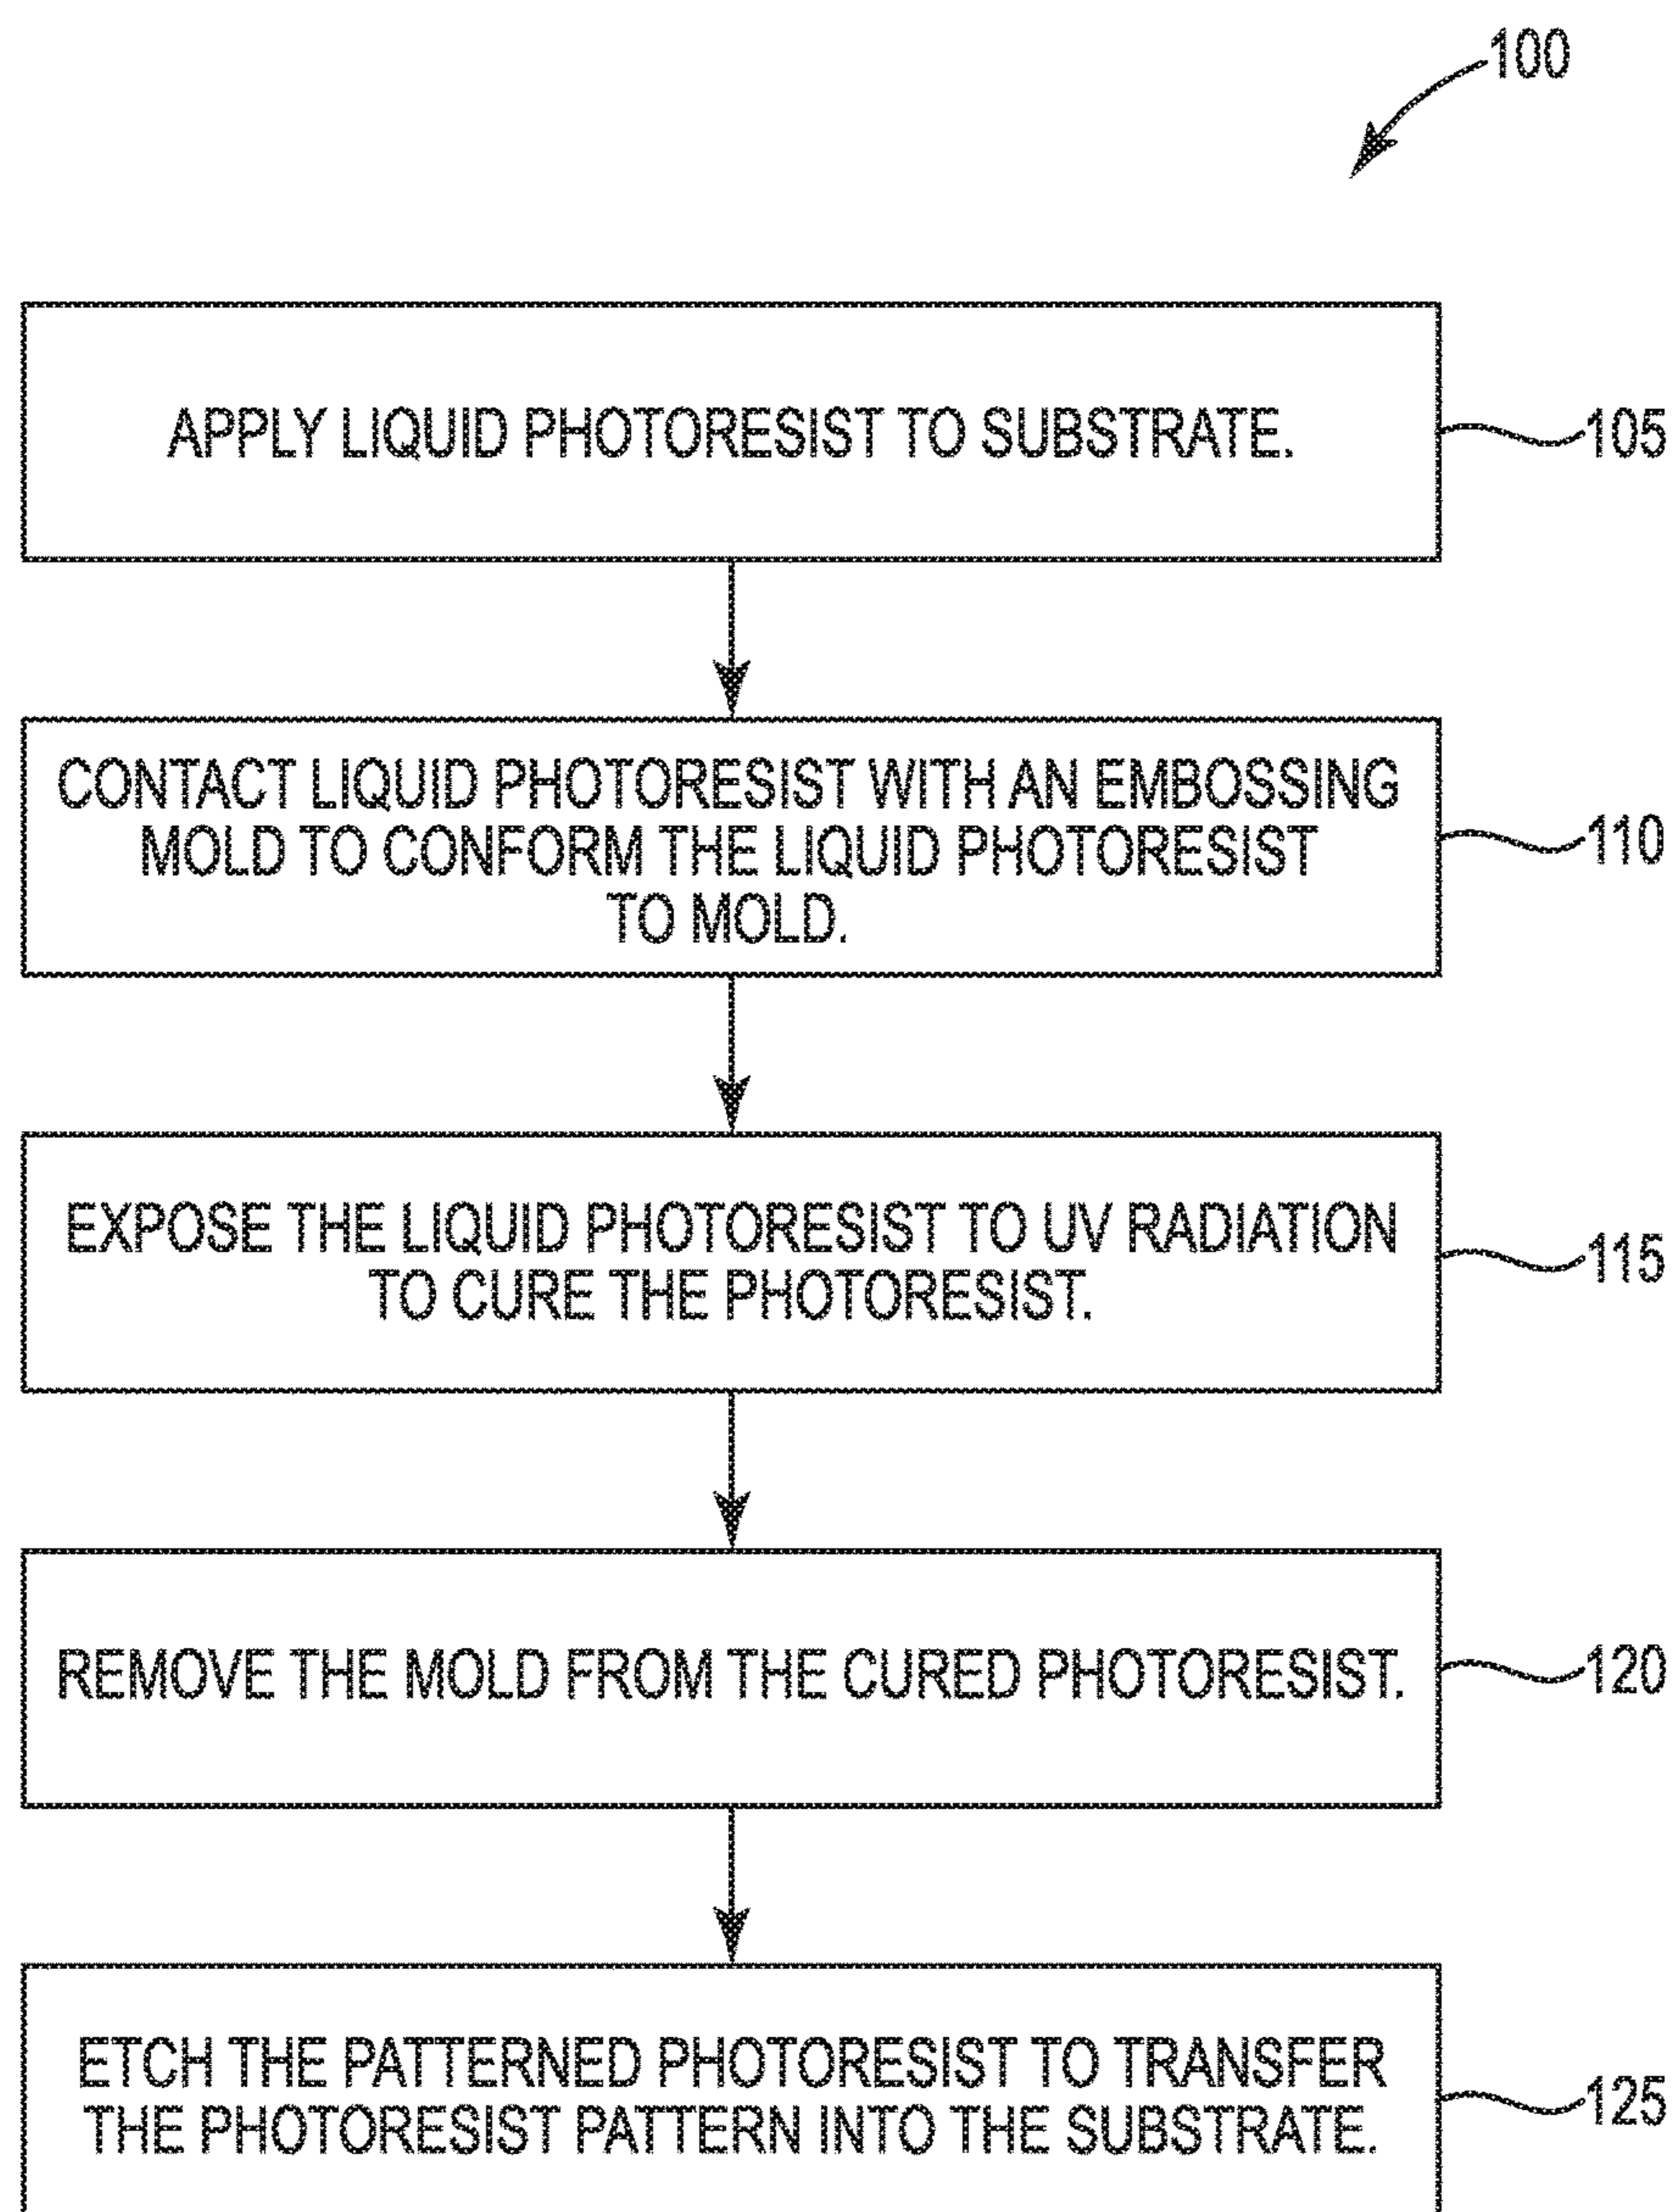 100
APPLY LIQUID PHOTORESIST TO SUBSTRATE.
105
CONTACT LIQUID PHOTORESIST WITH AN EMBOSSING
MOLD TO CONFORM THE LIQUID PHOTORESIST
TO MOLD.
110
EXPOSE THE LIQUID PHOTORESIST TO UV RADIATION
TO CURE THE PHOTORESIST.
115
REMOVE THE MOLD FROM THE CURED PHOTORESIST.
120
ETCH THE PATTERNED PHOTORESIST TO TRANSFER
THE PHOTORESIST PATTERN INTO THE SUBSTRATE.
125